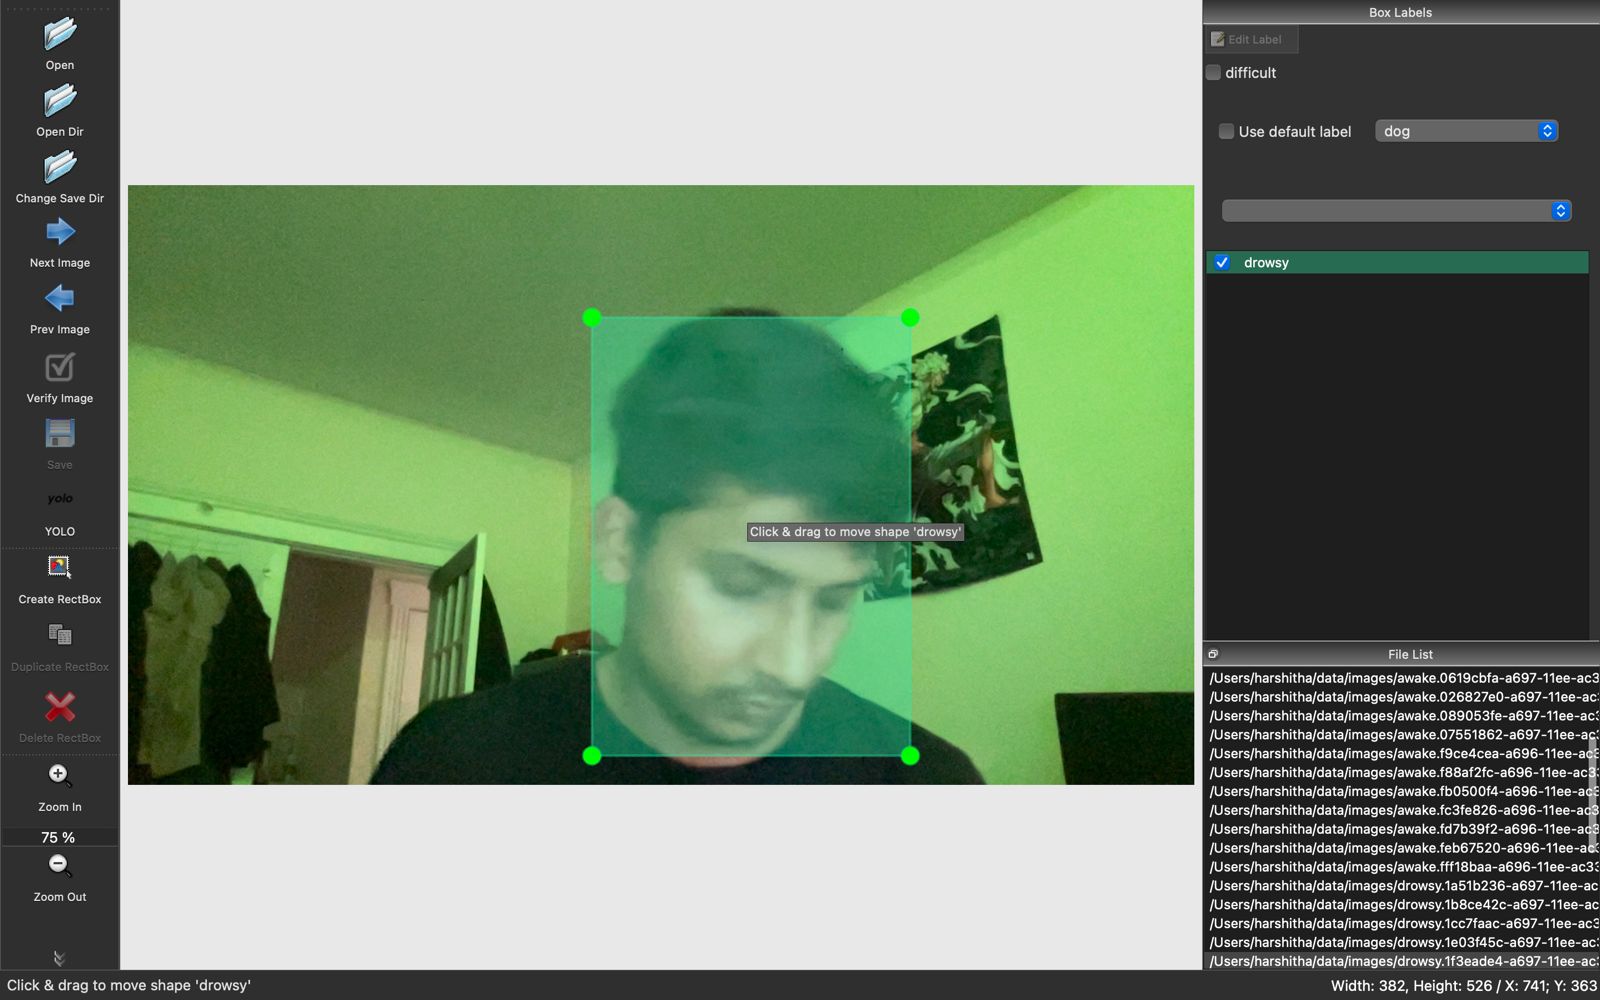 Open
Open Dir
Change Save Dir
Next Image
Prev Image
Verify Image
Save
yolo
YOLO
Create RectBox
Duplicate RectBox
Delete RectBox
Zoom In
75 %
Zoom Out
Click & drag to move shape 'drowsy'
Box Labels
Edit Label
difficult
Use default label
dog
drowsy
File List
/Users/harshitha/data/images/awake.0619cbfa-a697-11ee-ac3
/Users/harshitha/data/images/awake.026827e0-a697-11ee-ac
/Users/harshitha/data/images/awake.089053fe-a697-11ee-ac
/Users/harshitha/data/images/awake.07551862-a697-11ee-ac3
/Users/harshitha/data/images/awake.f9ce4cea-a696-11ee-ac3
/Users/harshitha/data/images/awake.f88af2fc-a696-11ee-ac33
/Users/harshitha/data/images/awake.fb0500f4-a696-11ee-ac3
/Users/harshitha/data/images/awake.fc3fe826-a696-11ee-ac3
/Users/harshitha/data/images/awake.fd7b39f2-a696-11ee-ac3
/Users/harshitha/data/images/awake.feb67520-a696-11ee-ac3
/Users/harshitha/data/images/awake.fff18baa-a696-11ee-ac33
/Users/harshitha/data/images/drowsy.1a51b236-a697-11ee-ac
/Users/harshitha/data/images/drowsy.1b8ce42c-a697-11ee-ac
/Users/harshitha/data/images/drowsy.1cc7faac-a697-11ee-ac3
/Users/harshitha/data/images/drowsy.1e03f45c-a697-11ee-ac3
/Users/harshitha/data/images/drowsy.1f3eade4-a697-11ee-ac3
Click & drag to move shape 'drowsy'
Width: 382, Height: 526 / X: 741; Y: 363